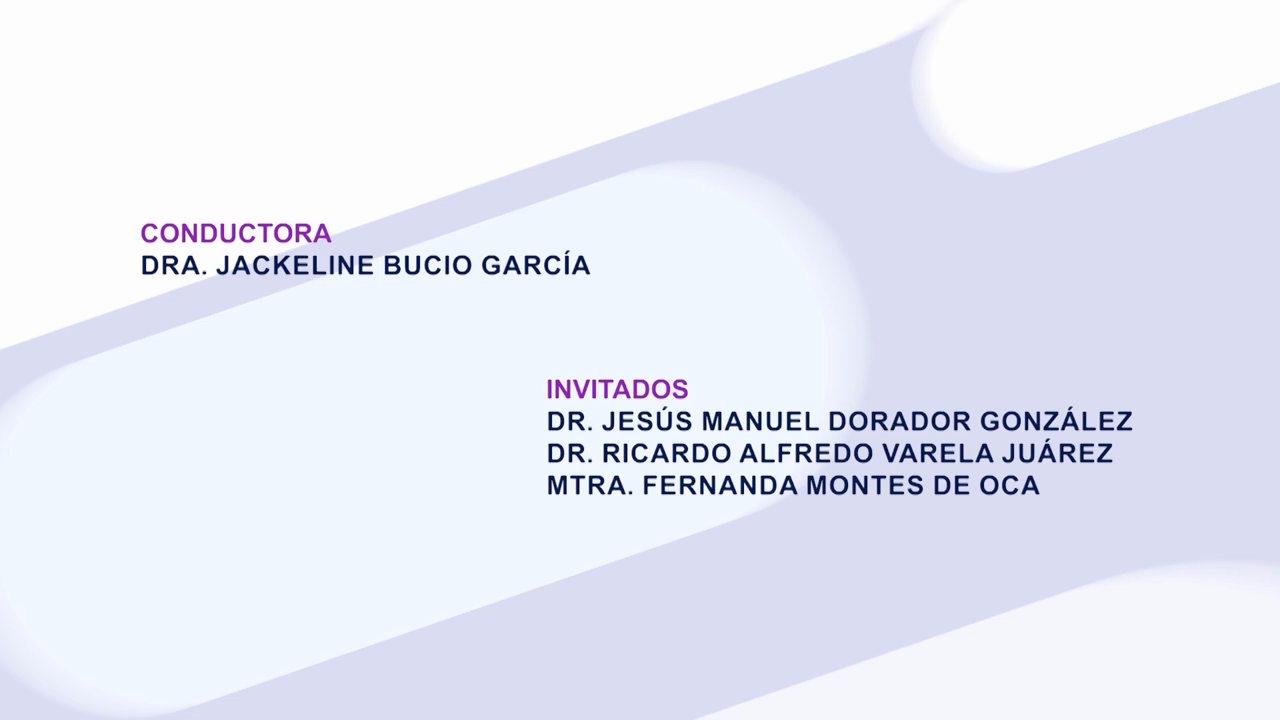 CONDUCTORA
DRA. JACKELINE BUCIO GARCÍA
INVITADOS
DR. JESÚS MANUEL DORADOR GONZÁLEZ
DR. RICARDO ALFREDO VARELA JUÁREZ
MTRA. FERNANDA MONTES DE OCA